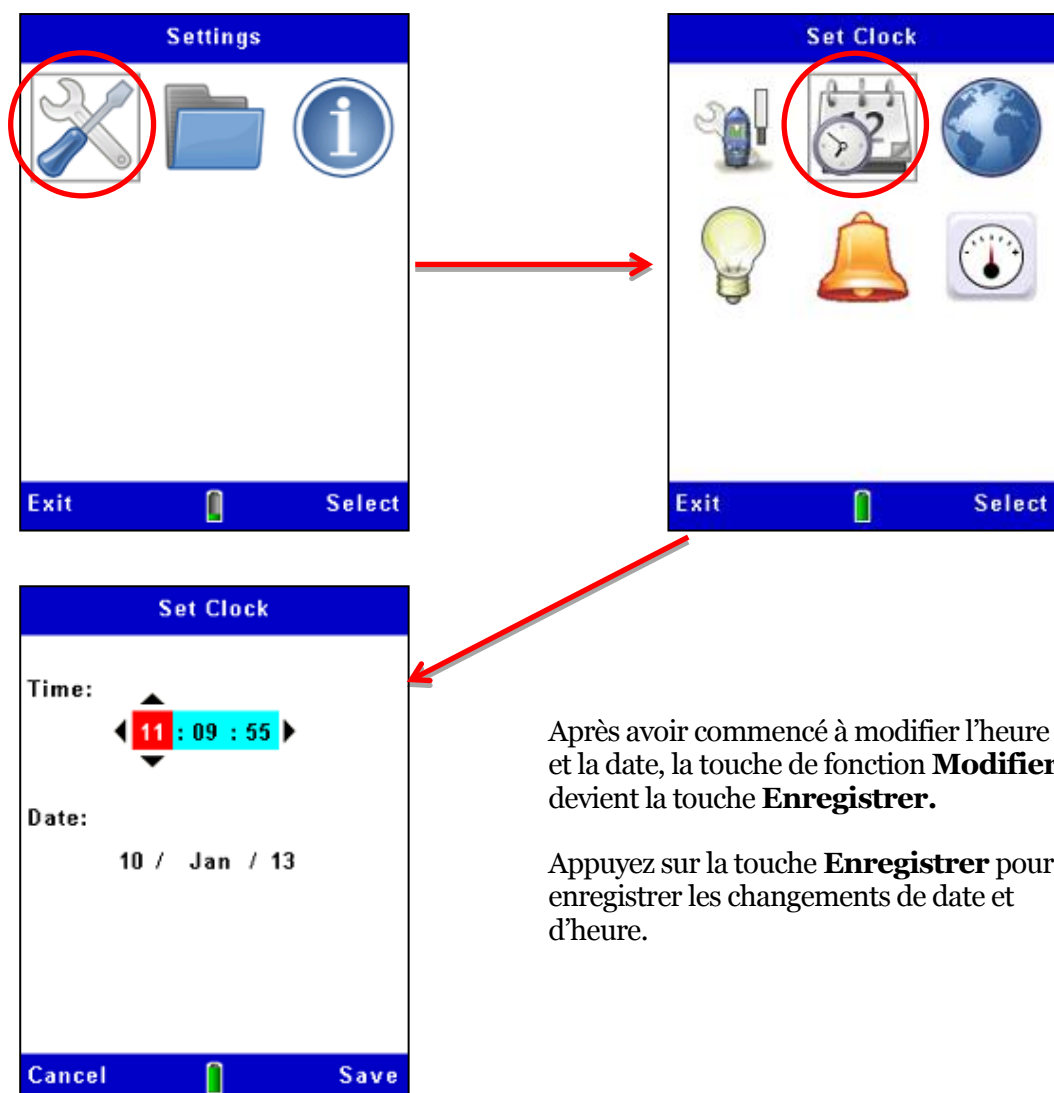 Settings
Exit
Select
Set Clock
12
Exit
Select
Set Clock
Time:
11 : 09 : 55
Date:
10 / Jan / 13
Cancel
Save
Après avoir commencé à modifier l’heure
et la date, la touche de fonction Modifier
devient la touche Enregistrer.
Appuyez sur la touche Enregistrer pour
enregistrer les changements de date et
d’heure.